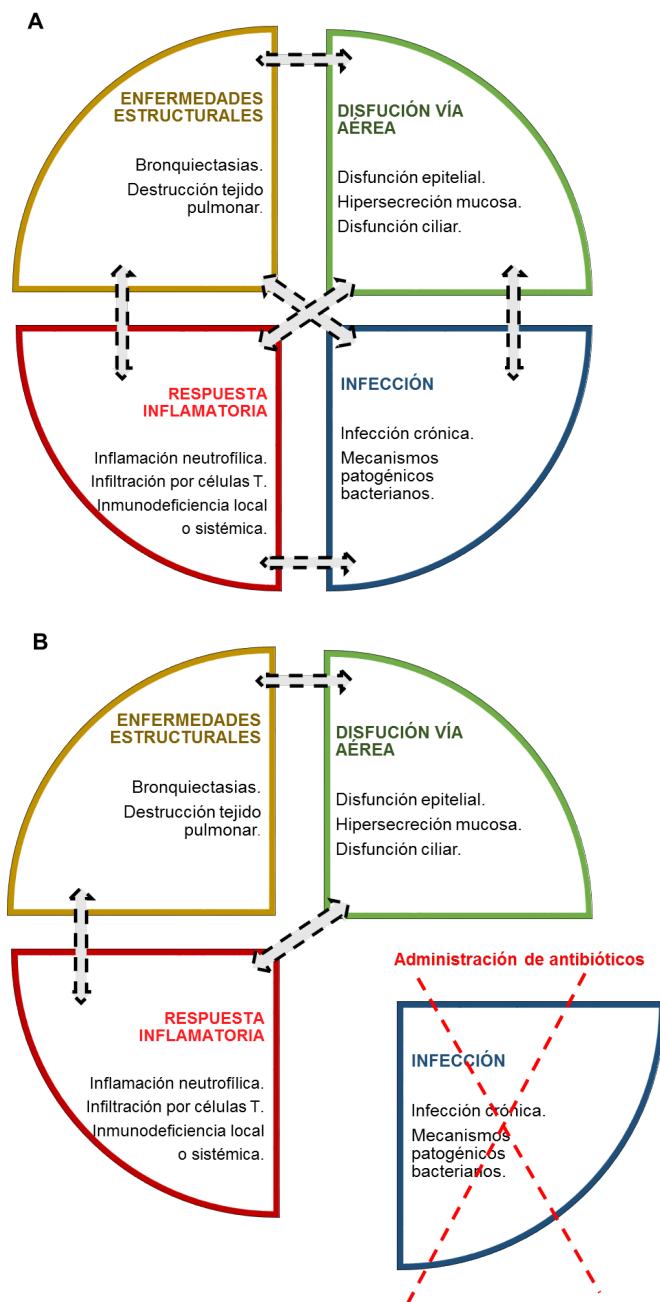 A
ENFERMEDADES
ESTRUCTURALES
Bronquiectasias.
Destrucción tejido
pulmonar.
DISFUCIÓN VÍA
AÉREA
Disfunción epitelial.
Hipersecreción mucosa.
Disfunción ciliar.
RESPUESTA
INFLAMATORIA
Inflamación neutrofílica.
Infiltración por células T.
Inmunodeficiencia local
o sistémica.
INFECCIÓN
Infección crónica.
Mecanismos
patogénicos
bacterianos.
B
ENFERMEDADES
ESTRUCTURALES
Bronquiectasias.
Destrucción tejido
pulmonar.
DISFUCIÓN VÍA
AÉREA
Disfunción epitelial.
Hipersecreción mucosa.
Disfunción ciliar.
RESPUESTA
INFLAMATORIA
Inflamación neutrofílica.
Infiltración por células T.
Inmunodeficiencia local
o sistémica.
Administración de antibióticos
INFECCIÓN
Infección crónica.
Mecanismos
patogénicos
bacterianos.